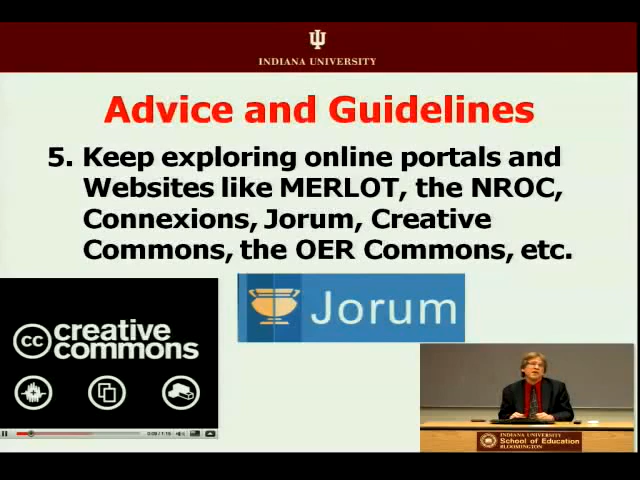 INDIANA UNIVERSITY
Advice and Guidelines
5. Keep exploring online portals and
Websites like MERLOT, the NROC,
Connexions, Jorum, Creative
Commons, the OER Commons, etc.
cc creative
commons
Jorum
INDIANA UNIVERSITY
School of Education
BLOOMINGTON